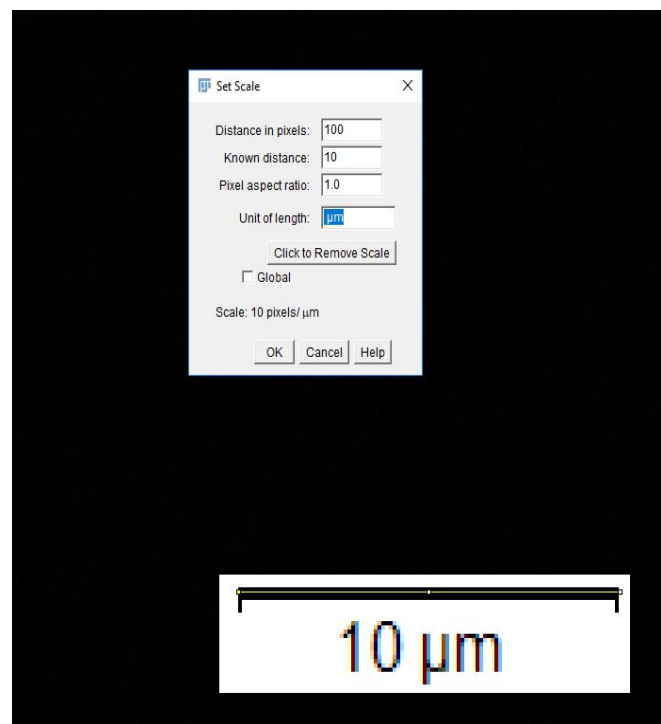 Set Scale
Distance in pixels: 100
Known distance: 10
Pixel aspect ratio: 1.0
Unit of length: µm
Click to Remove Scale
Global
Scale: 10 pixels/ µm
OK Cancel Help
10 µm